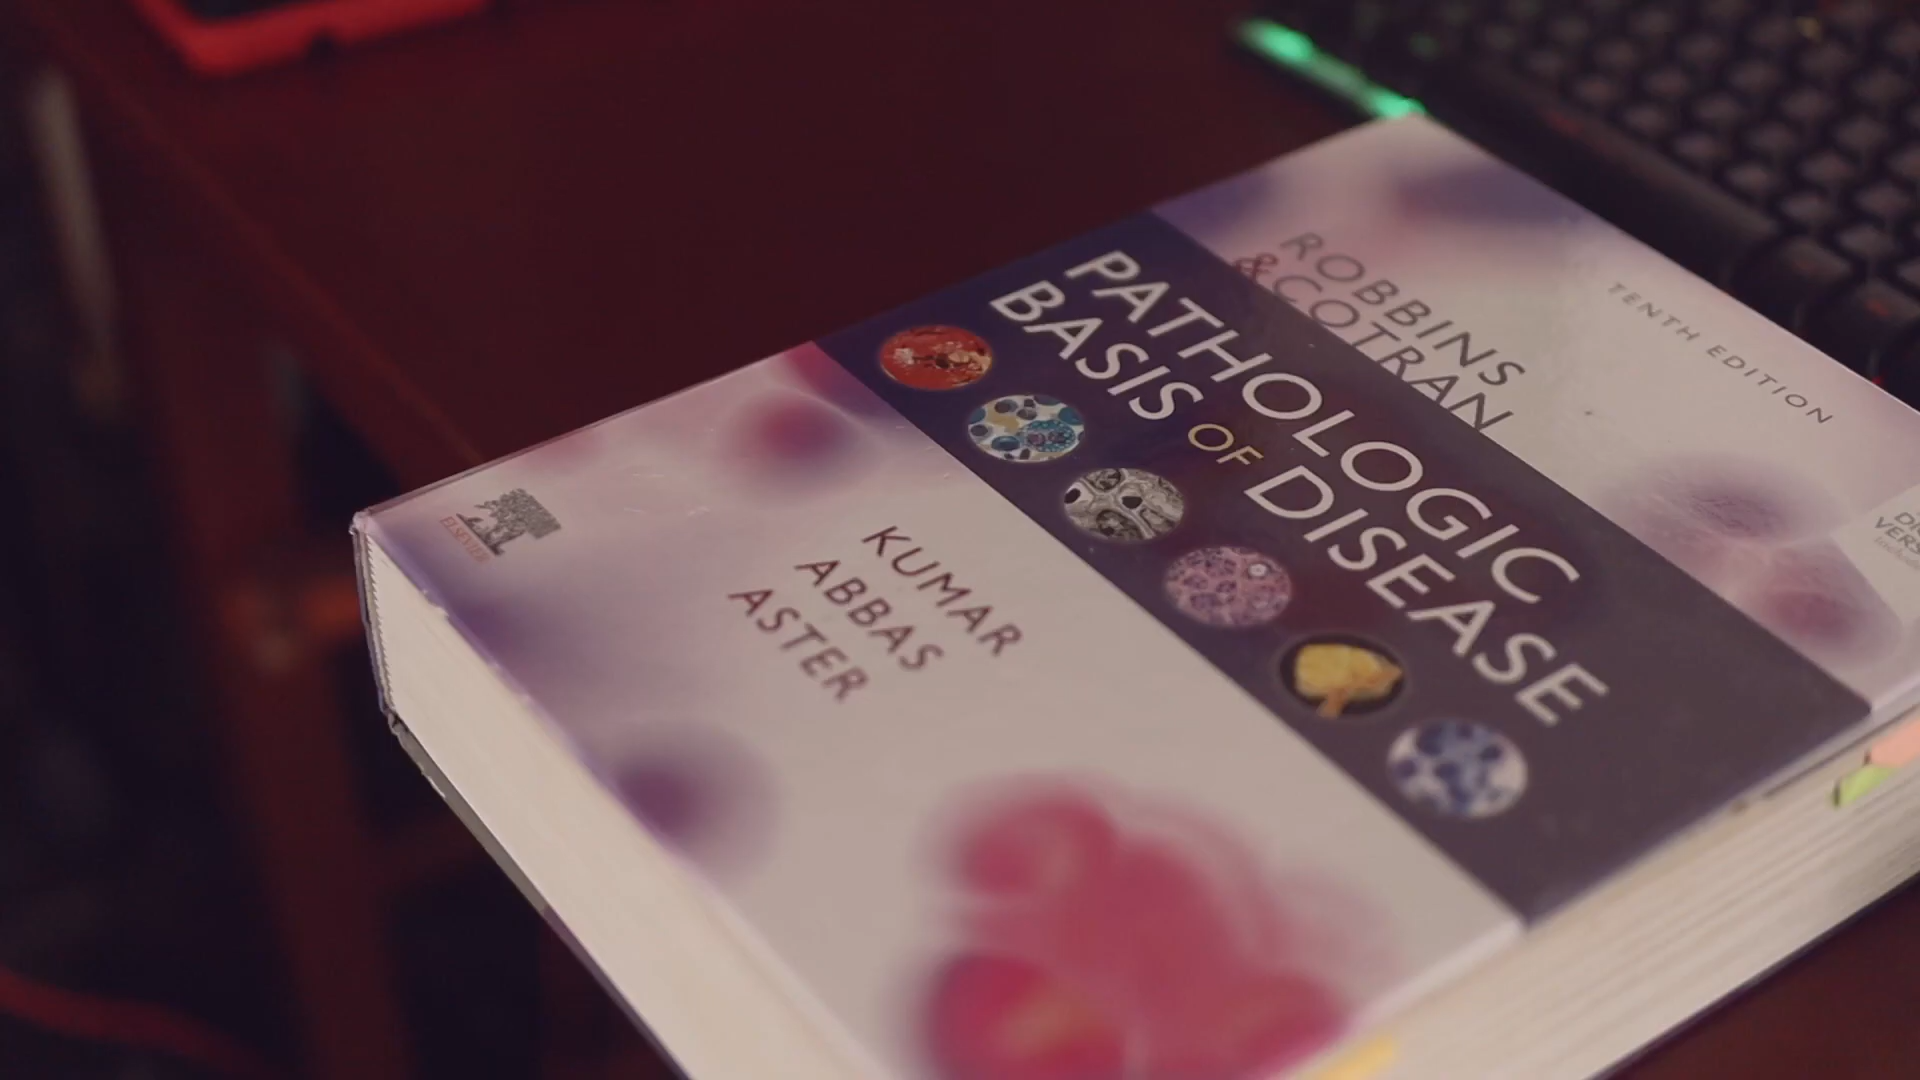 TENTH EDITION
ROBBINS
&COTRAN
PATHOLOGIC
BASIS OF DISEASE
KUMAR
ABBAS
ASTER
ELSEVIER